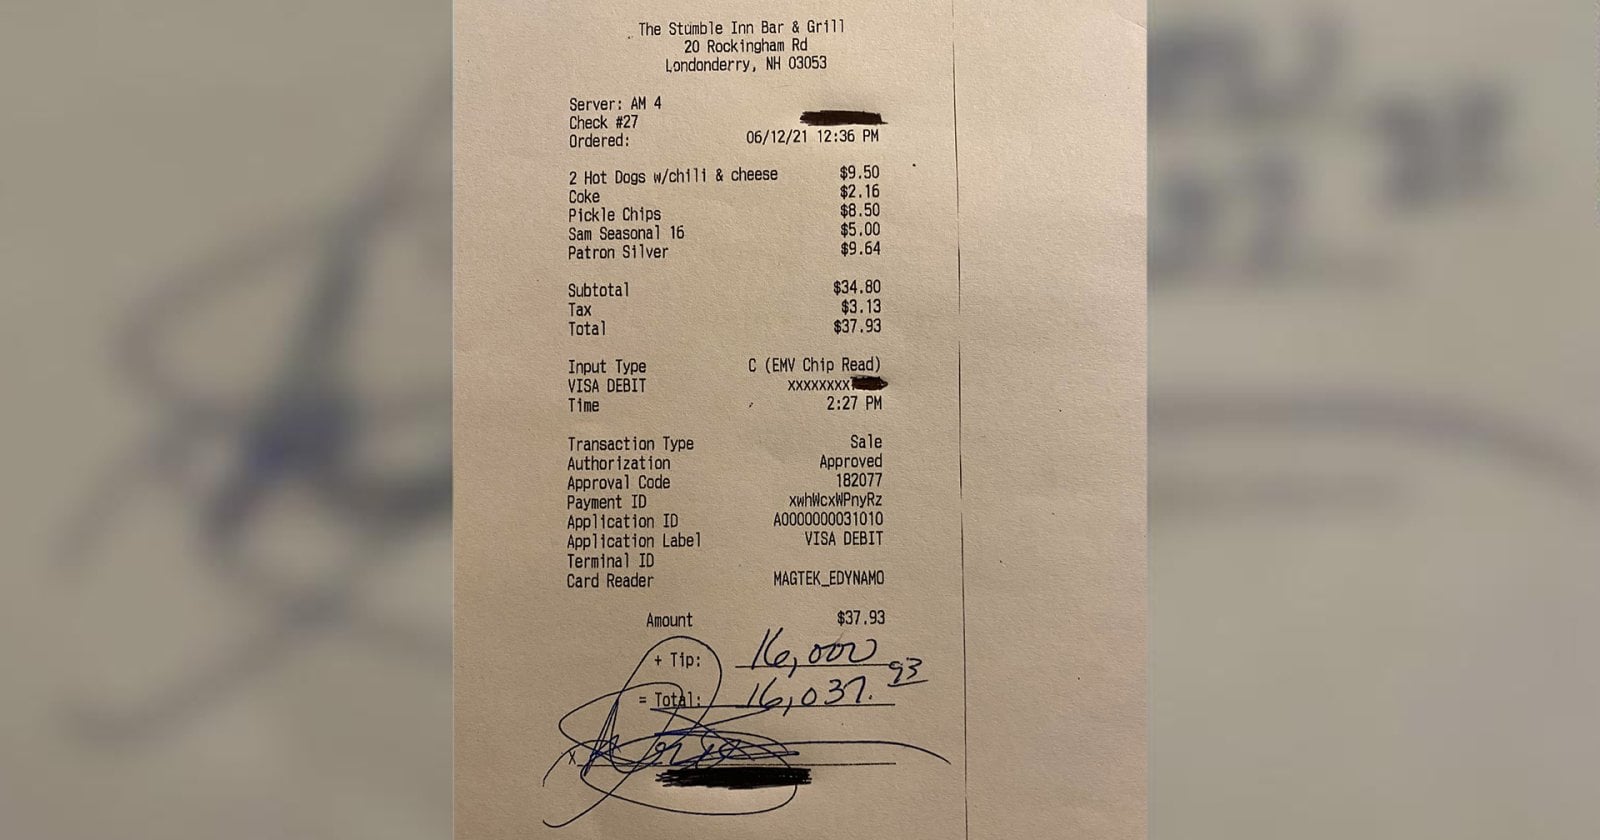 The Stumble Inn Bar & Grill
20 Rockingham Rd
Londonderry, NH 03053
Server: AM 4
Check #27
Ordered: 06/12/21 12:36 PM
2 Hot Dogs w/chili & cheese $9.50
Coke $2.16
Pickle Chips $8.50
Sam Seasonal 16 $5.00
Patron Silver $9.64
Subtotal $34.80
Tax $3.13
Total $37.93
Input Type C (EMV Chip Read)
VISA DEBIT xxxxxxxx
Time 2:27 PM
Transaction Type Sale
Authorization Approved
Approval Code 182077
Payment ID xwhWcxWPnyRz
Application ID A0000000031010
Application Label VISA DEBIT
Terminal ID
Card Reader MAGTEK_EDYNAMO
Amount $37.93
+ Tip: 16,000
= Total: 16,037.93
x